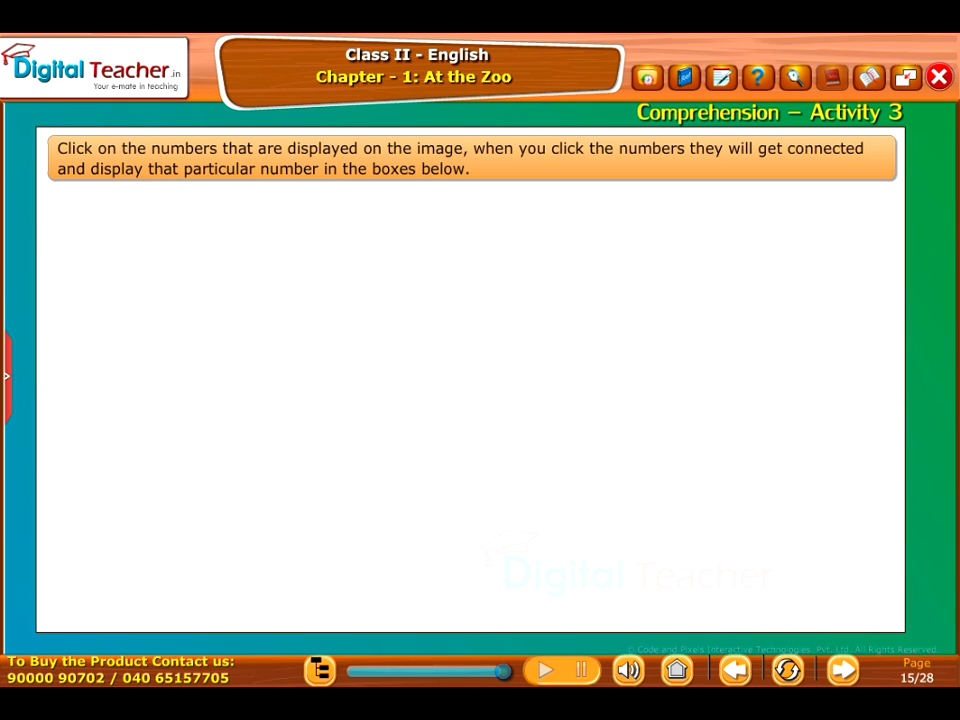 Digital Teacher.in
Your e-mate in teaching
Class II - English
Chapter - 1: At the Zoo
Comprehension – Activity 3
Click on the numbers that are displayed on the image, when you click the numbers they will get connected
and display that particular number in the boxes below.
Digital Teacher
© Code and Pixels Interactive Technologies Pvt. Ltd. All Rights Reserved.
To Buy the Product Contact us:
90000 90702 / 040 65157705
Page
15/28